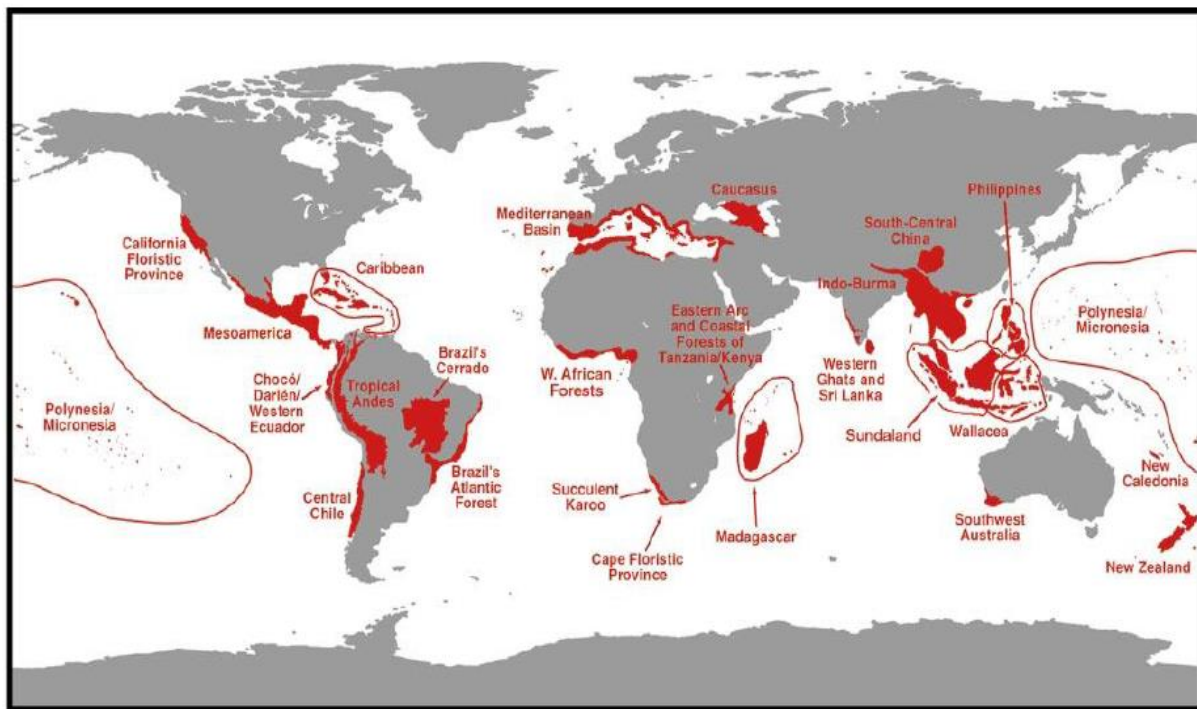 Philippines
Caucasus
Mediterranean
Basin
South-Central
China
California
Floristic
Province
Caribbean
Indo-Burma
Mesoamerica
Eastern Arc
and Coastal
Forests of
Tanzania/Kenya
Polynesia/
Micronesia
Brazil's
Cerrado
Chocó/
Darién/
Western
Ecuador
Tropical
Andes
W. African
Forests
Western
Ghats and
Sri Lanka
Polynesia/
Micronesia
Sundaland
Wallacea
Brazil's
Atlantic
Forest
Central
Chile
Succulent
Karoo
New
Caledonia
Madagascar
Southwest
Australia
Cape Floristic
Province
New Zealand